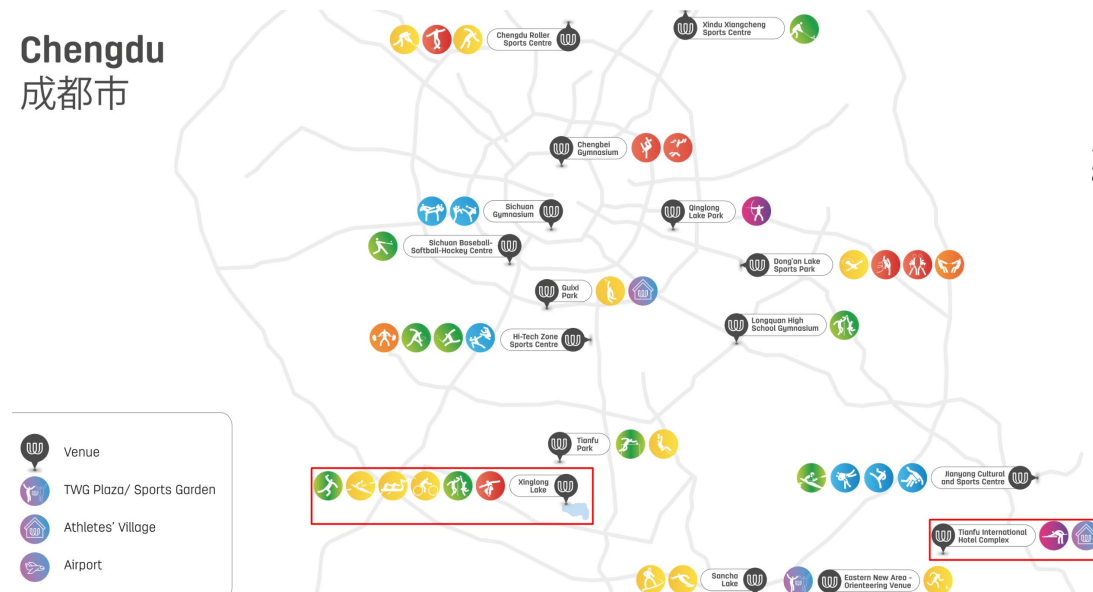 Chengdu
成都市
Chengdu Roller
Sports Centre
Xindu Xiangcheng
Sports Centre
Chengbei
Gymnasium
Sichuan
Gymnasium
Qinglong
Lake Park
Sichuan Baseball-
Softball-Hockey Centre
Dong'an Lake
Sports Park
Guixi
Park
Longquan High
School Gymnasium
Hi-Tech Zone
Sports Centre
Tianfu
Park
Xinglong
Lake
Jianyang Cultural
and Sports Centre
Tianfu International
Hotel Complex
Sancha
Lake
Eastern New Area -
Orienteering Venue
Venue
TWG Plaza/ Sports Garden
Athletes' Village
Airport